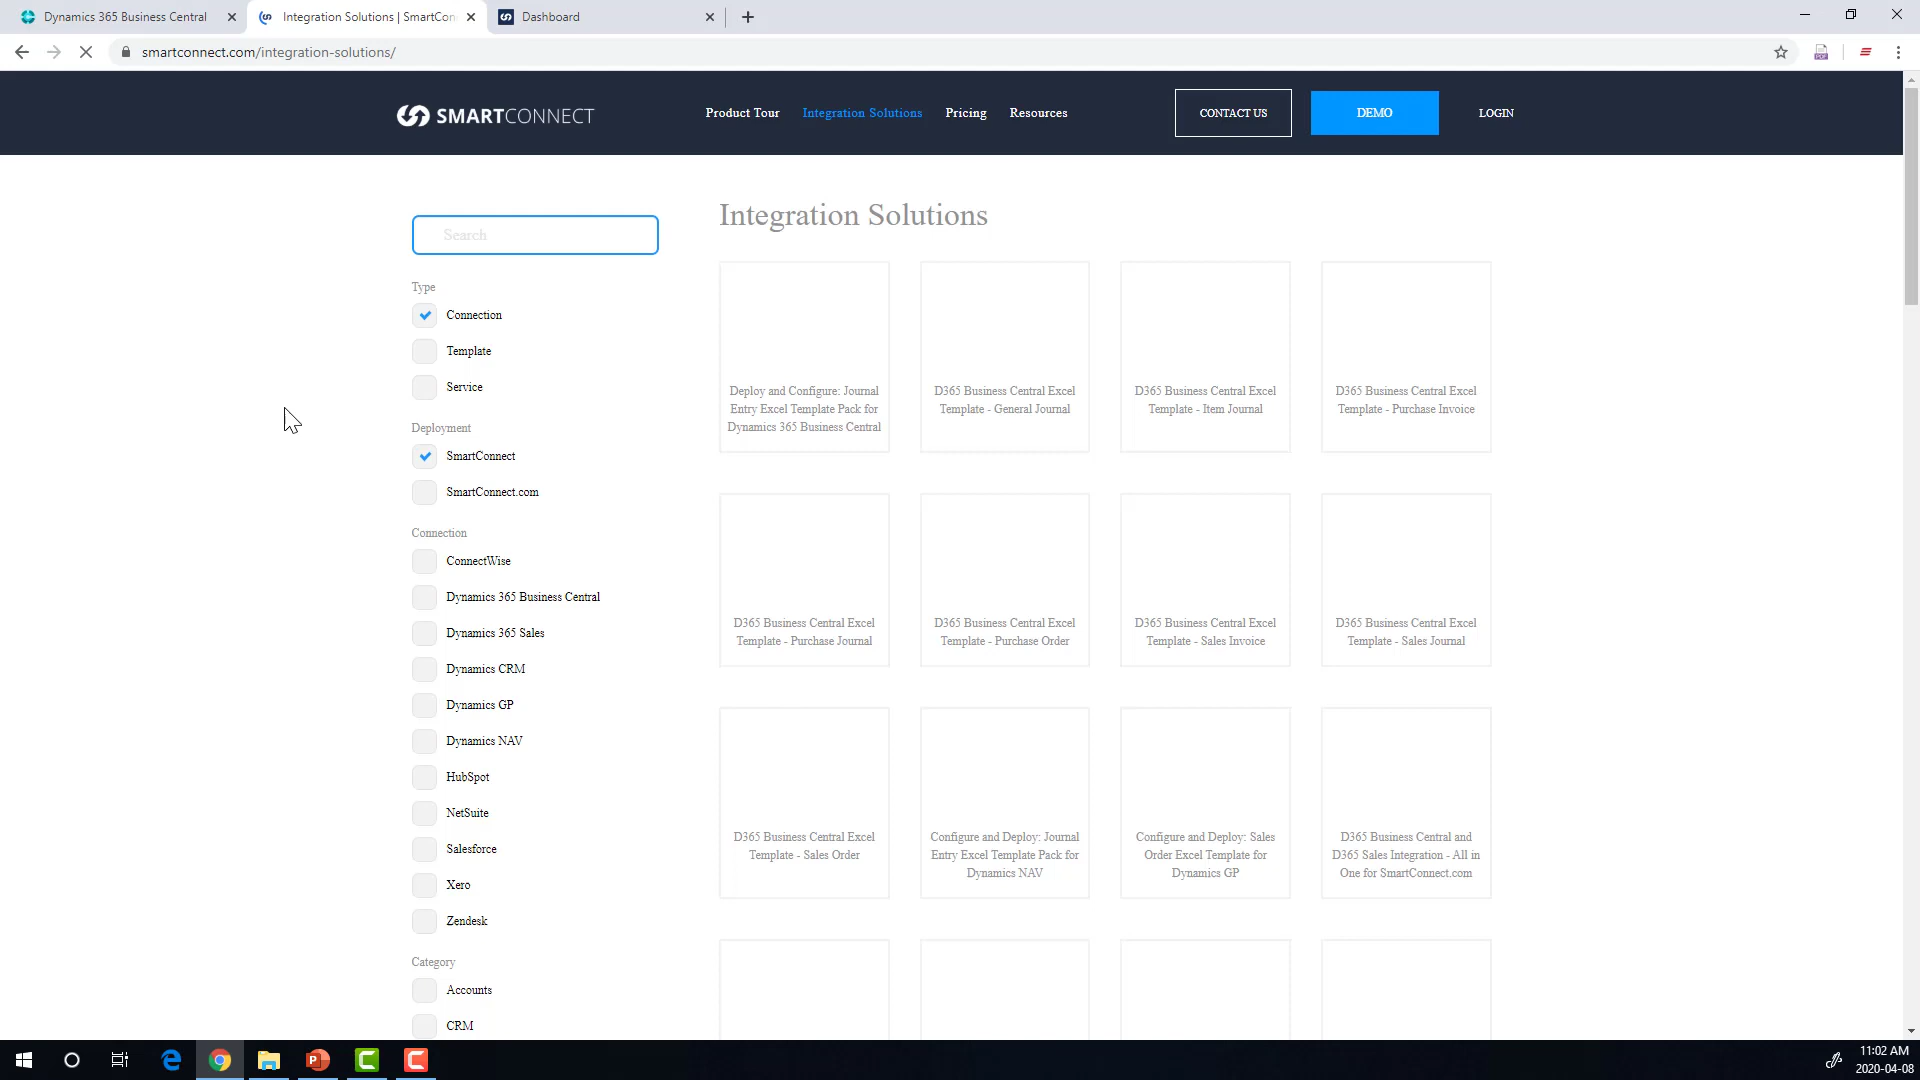 Dynamics 365 Business Central
Integration Solutions | SmartCon
Dashboard
smartconnect.com/integration-solutions/
SMARTCONNECT
Product Tour
Integration Solutions
Pricing
Resources
CONTACT US
DEMO
LOGIN
Search
Type
Connection
Template
Service
Deployment
SmartConnect
SmartConnect.com
Connection
ConnectWise
Dynamics 365 Business Central
Dynamics 365 Sales
Dynamics CRM
Dynamics GP
Dynamics NAV
HubSpot
NetSuite
Salesforce
Xero
Zendesk
Category
Accounts
CRM
Integration Solutions
Deploy and Configure: Journal
Entry Excel Template Pack for
Dynamics 365 Business Central
D365 Business Central Excel
Template - General Journal
D365 Business Central Excel
Template - Item Journal
D365 Business Central Excel
Template - Purchase Invoice
D365 Business Central Excel
Template - Purchase Journal
D365 Business Central Excel
Template - Purchase Order
D365 Business Central Excel
Template - Sales Invoice
D365 Business Central Excel
Template - Sales Journal
D365 Business Central Excel
Template - Sales Order
Configure and Deploy: Journal
Entry Excel Template Pack for
Dynamics NAV
Configure and Deploy: Sales
Order Excel Template for
Dynamics GP
D365 Business Central and
D365 Sales Integration - All in
One for SmartConnect.com
11:02 AM
2020-04-08